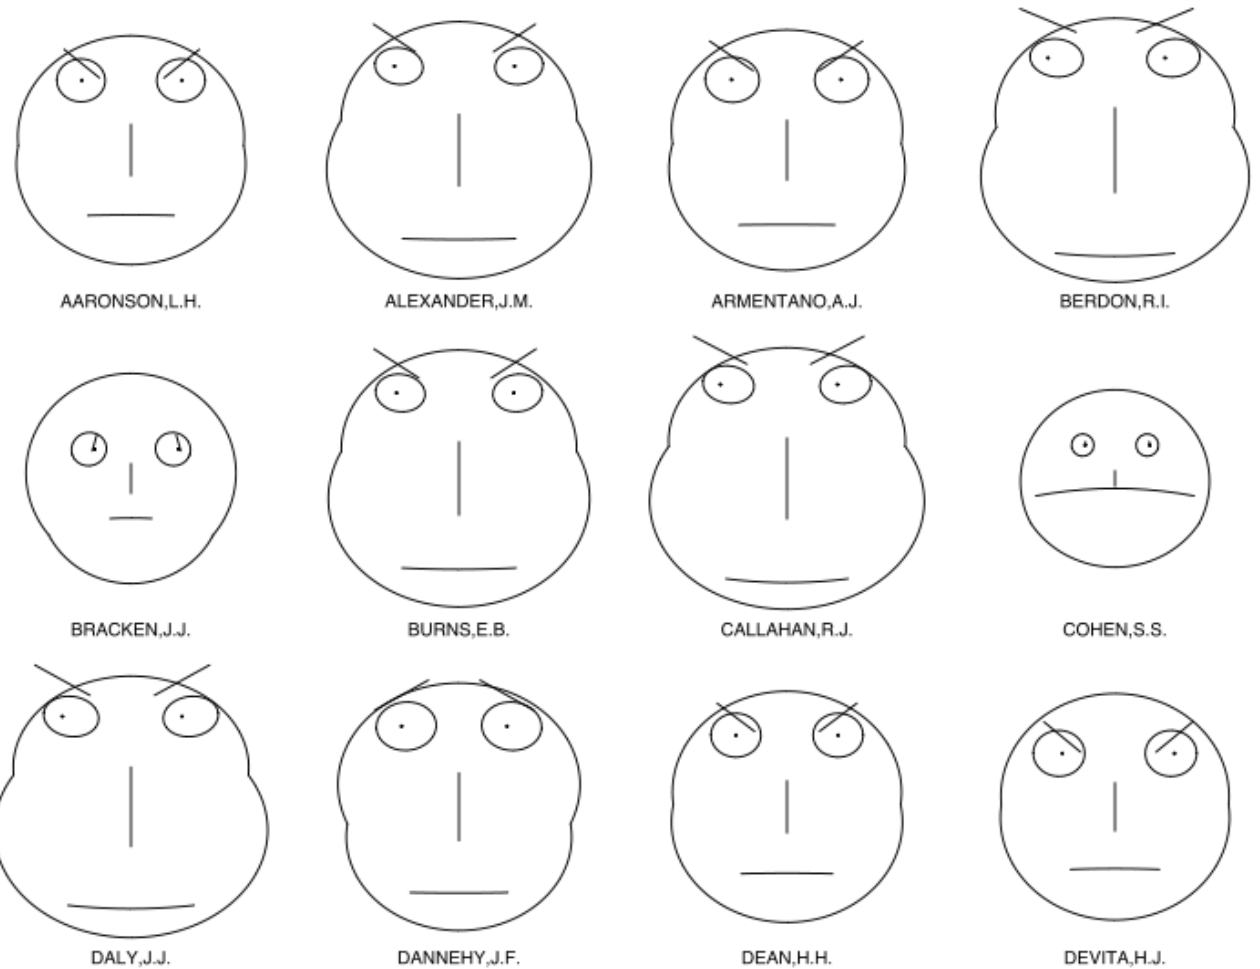 AARONSON,L.H.
ALEXANDER,J.M.
ARMENTANO,A.J.
BERDON,R.I.
BRACKEN,J.J.
BURNS,E.B.
CALLAHAN,R.J.
COHEN,S.S.
DALY,J.J.
DANNEHY,J.F.
DEAN,H.H.
DEVITA,H.J.